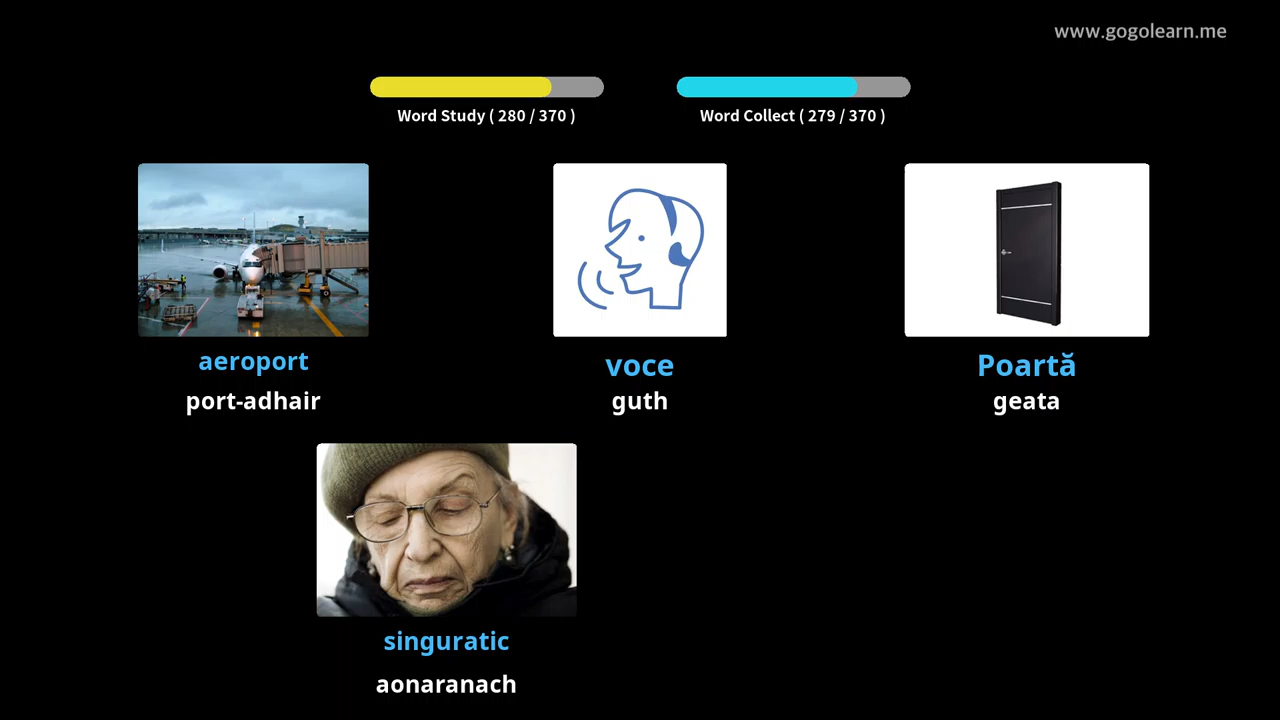 www.gogolearn.me
Word Study ( 280 / 370 )
Word Collect ( 279 / 370 )
aeroport
port-adhair
voce
guth
Poartă
geata
singuratic
aonaranach